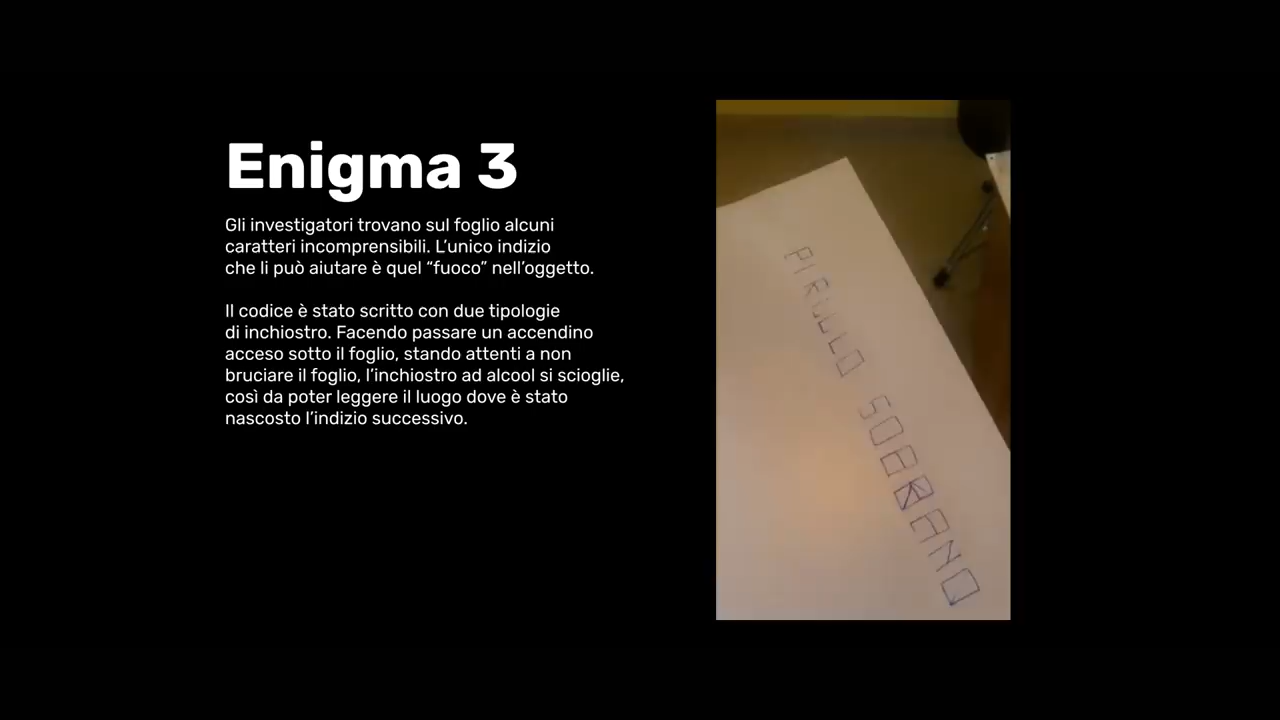 Enigma 3
Gli investigatori trovano sul foglio alcuni
caratteri incomprensibili. L’unico indizio
che li può aiutare è quel “fuoco” nell’oggetto.
Il codice è stato scritto con due tipologie
di inchiostro. Facendo passare un accendino
acceso sotto il foglio, stando attenti a non
bruciare il foglio, l’inchiostro ad alcool si scioglie,
così da poter leggere il luogo dove è stato
nascosto l’indizio successivo.